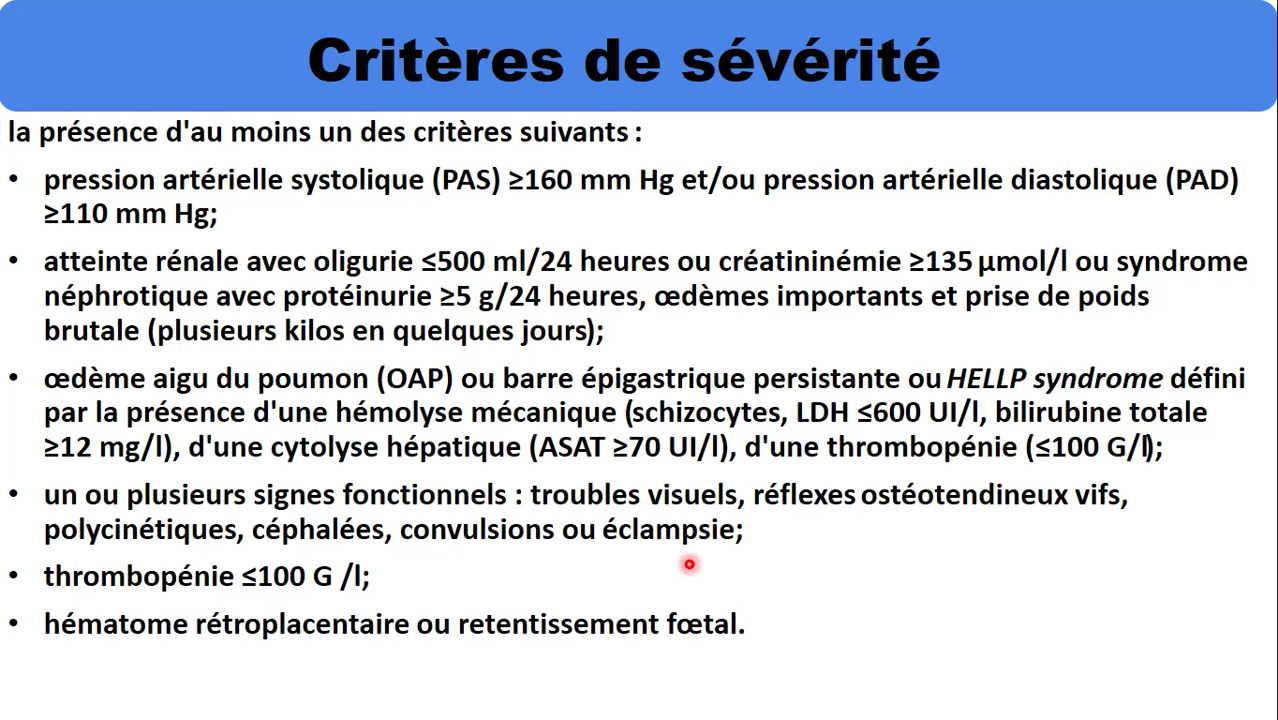 Critères de sévérité
la présence d'au moins un des critères suivants :
• pression artérielle systolique (PAS) ≥160 mm Hg et/ou pression artérielle diastolique (PAD)
≥110 mm Hg;
• atteinte rénale avec oligurie ≤500 ml/24 heures ou créatininémie ≥135 µmol/l ou syndrome
néphrotique avec protéinurie ≥5 g/24 heures, œdèmes importants et prise de poids
brutale (plusieurs kilos en quelques jours);
• œdème aigu du poumon (OAP) ou barre épigastrique persistante ou HELLP syndrome défini
par la présence d'une hémolyse mécanique (schizocytes, LDH ≤600 UI/l, bilirubine totale
≥12 mg/l), d'une cytolyse hépatique (ASAT ≥70 UI/l), d'une thrombopénie (≤100 G/l);
• un ou plusieurs signes fonctionnels : troubles visuels, réflexes ostéotendineux vifs,
polycinétiques, céphalées, convulsions ou éclampsie;
• thrombopénie ≤100 G /l;
• hématome rétroplacentaire ou retentissement fœtal.